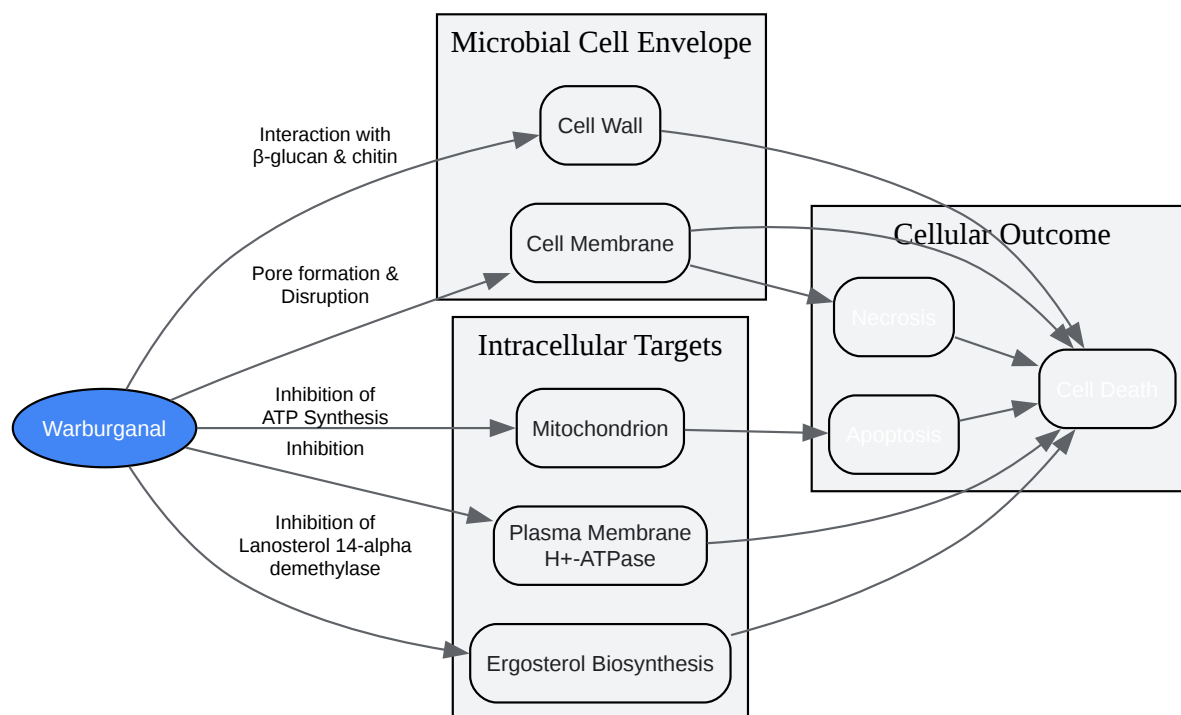 Microbial Cell Envelope
Cell Wall
Cell Membrane
Interaction with
β-glucan & chitin
Pore formation &
Disruption
Warburganal
Inhibition of
ATP Synthesis
Inhibition
Inhibition of
Lanosterol 14-alpha
demethylase
Intracellular Targets
Mitochondrion
Plasma Membrane
H+-ATPase
Ergosterol Biosynthesis
Cellular Outcome
Necrosis
Apoptosis
Cell Death